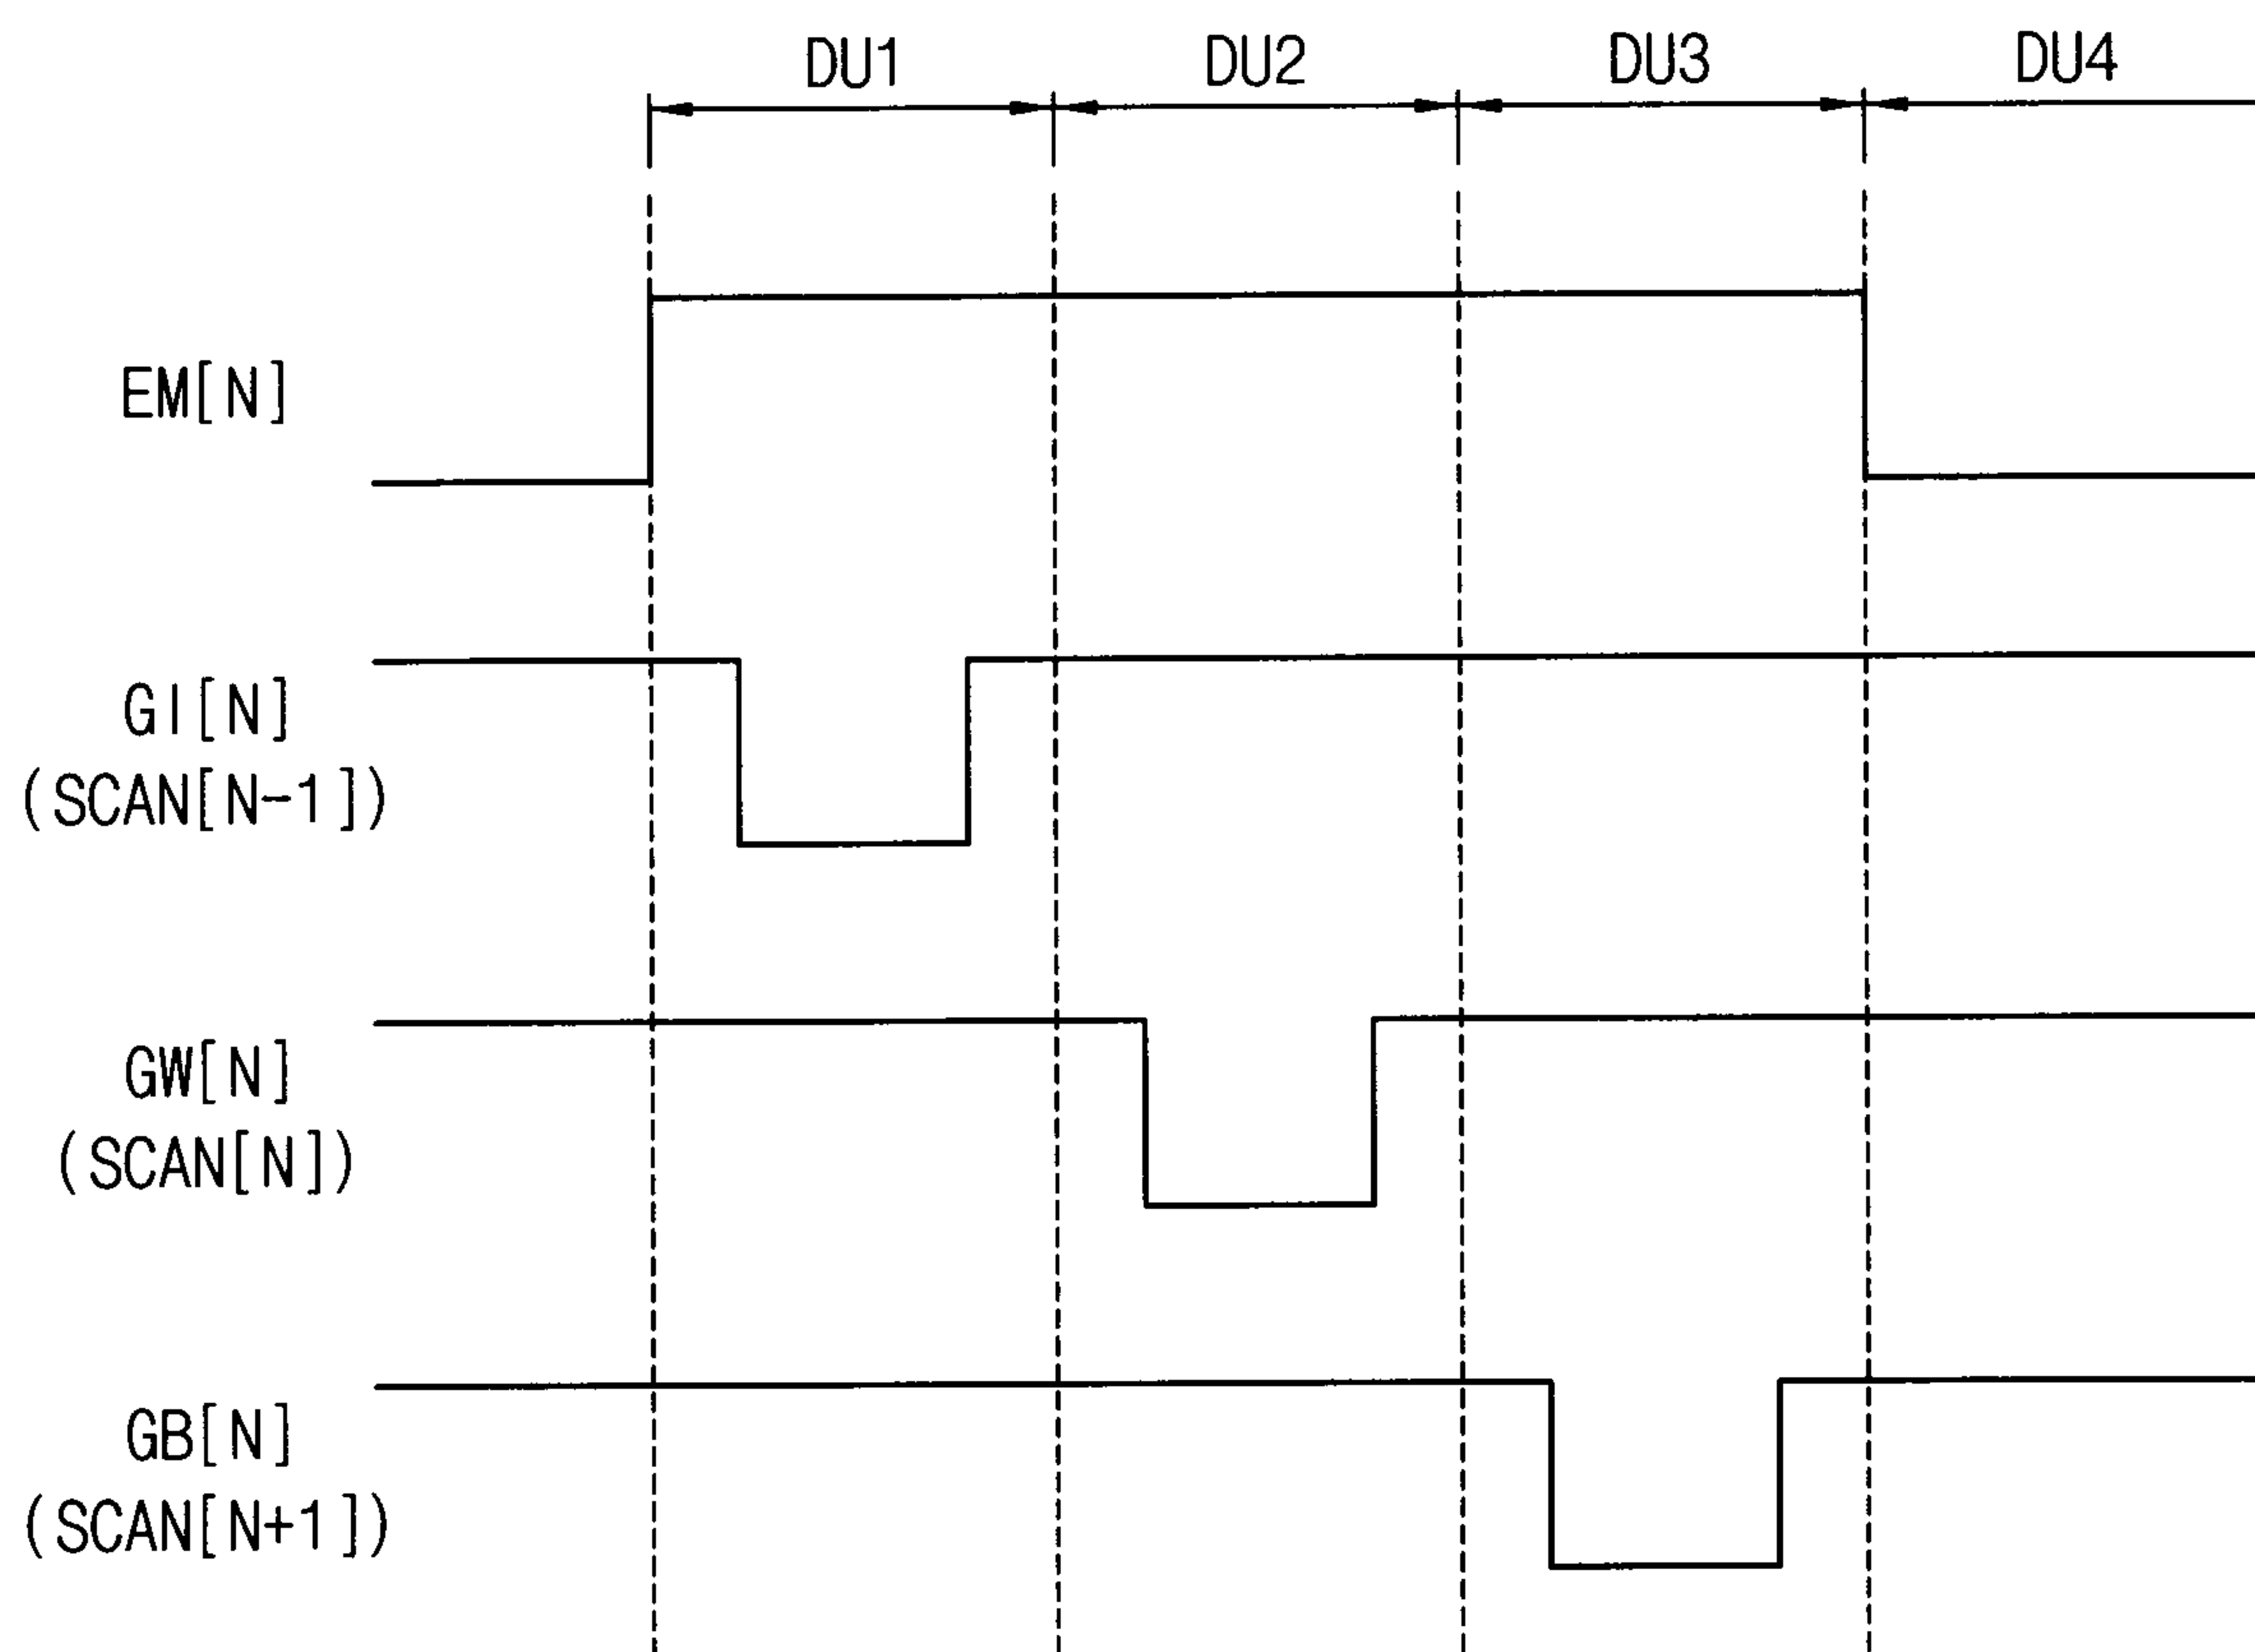 DU1 DU2 DU3 DU4
EM[N]
GI[N]
(SCAN[N-1])
GW[N]
(SCAN[N])
GB[N]
(SCAN[N+1])